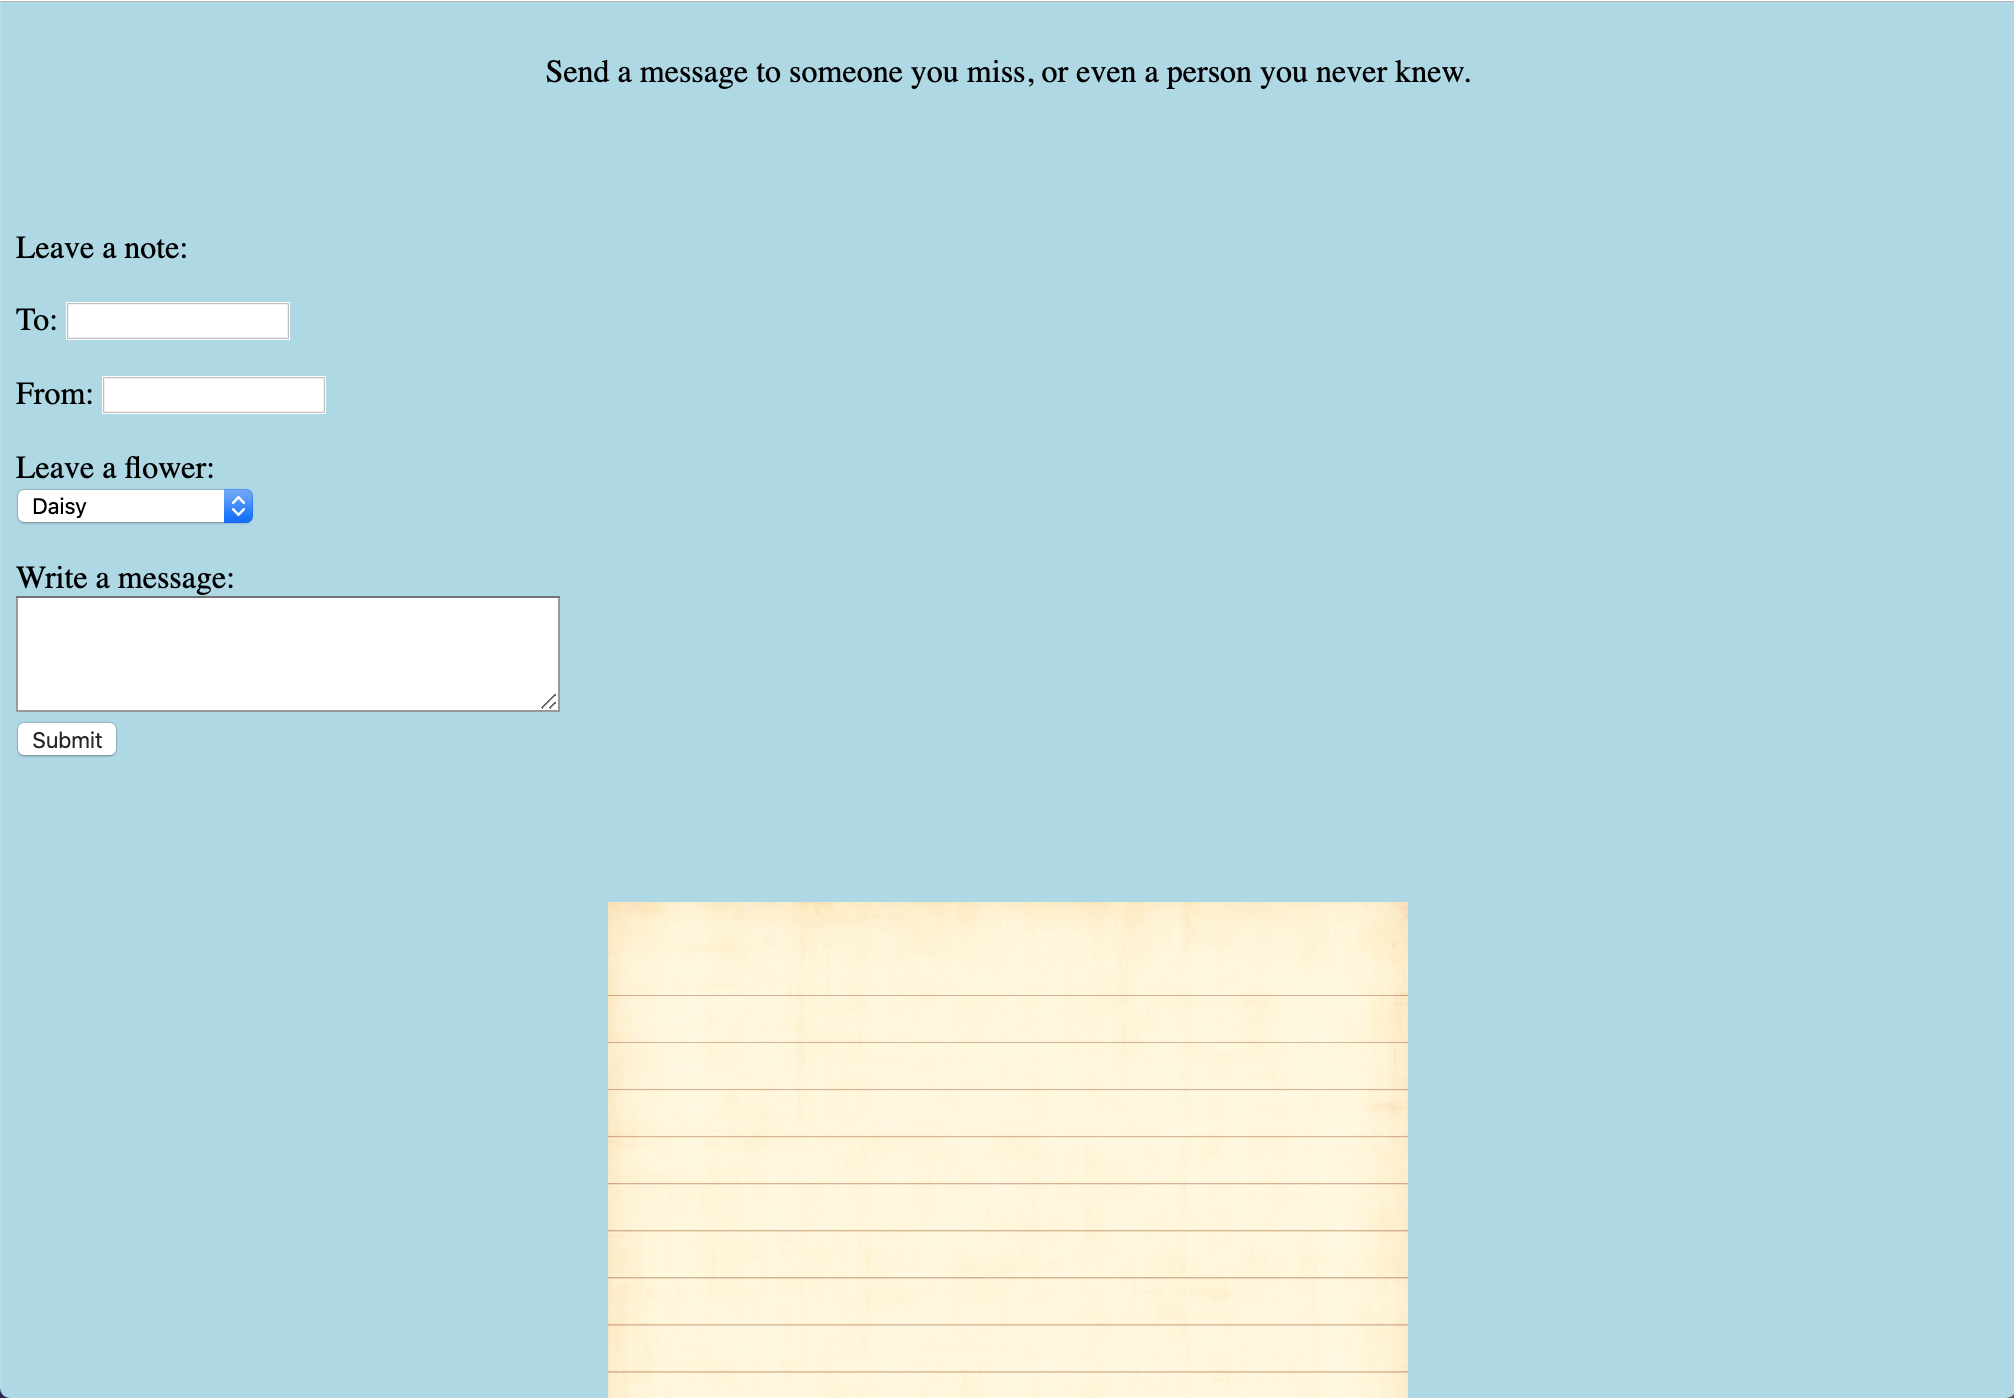 Send a message to someone you miss, or even a person you never knew.
Leave a note:
To:
From:
Leave a flower:
Daisy
Write a message:
Submit